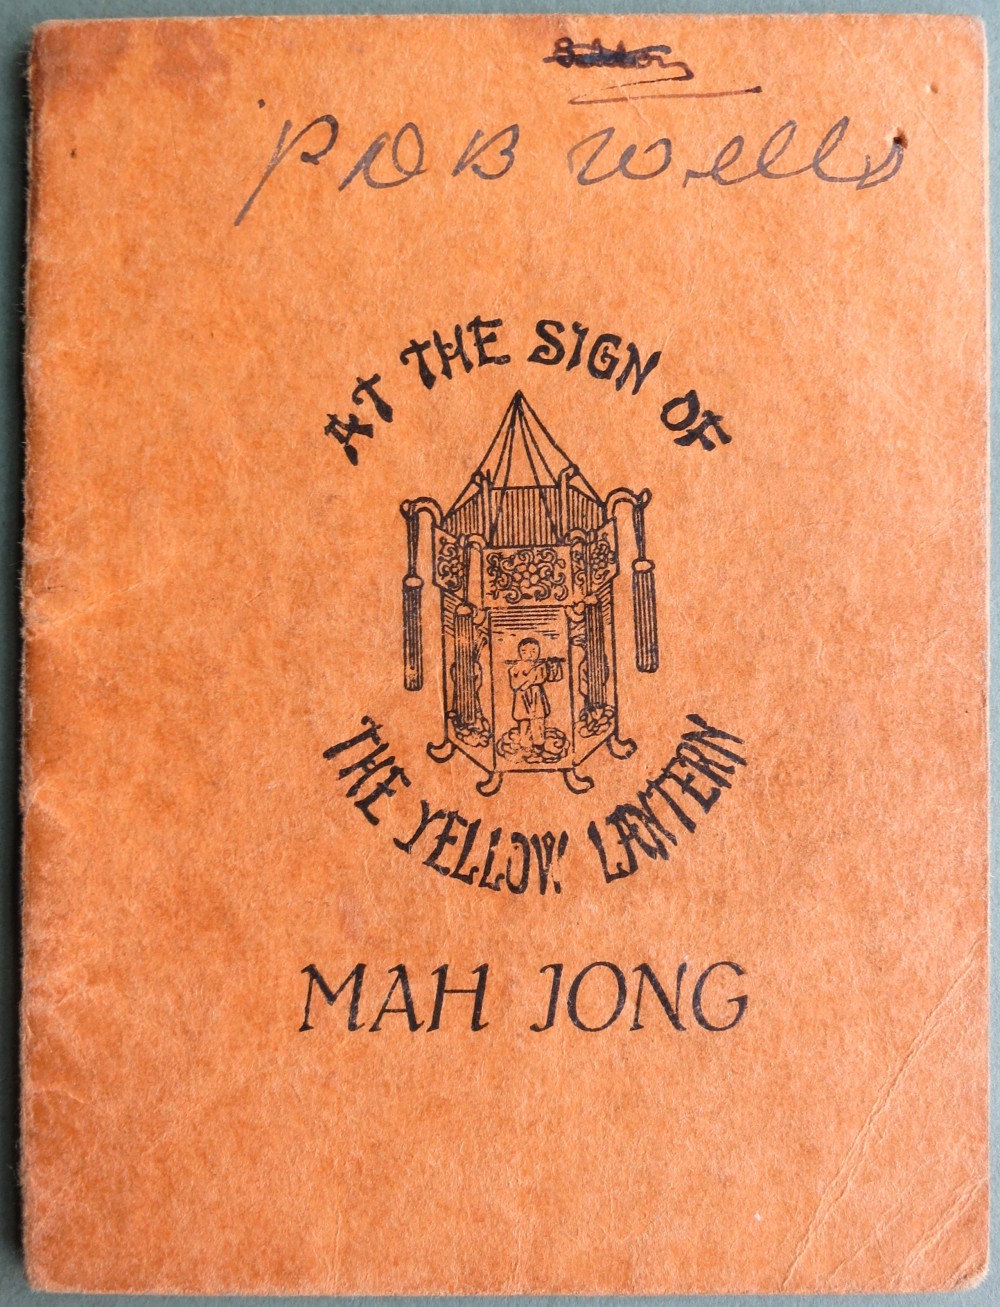 P D B Wells
AT THE SIGN OF
THE YELLOW LANTERN
MAH JONG